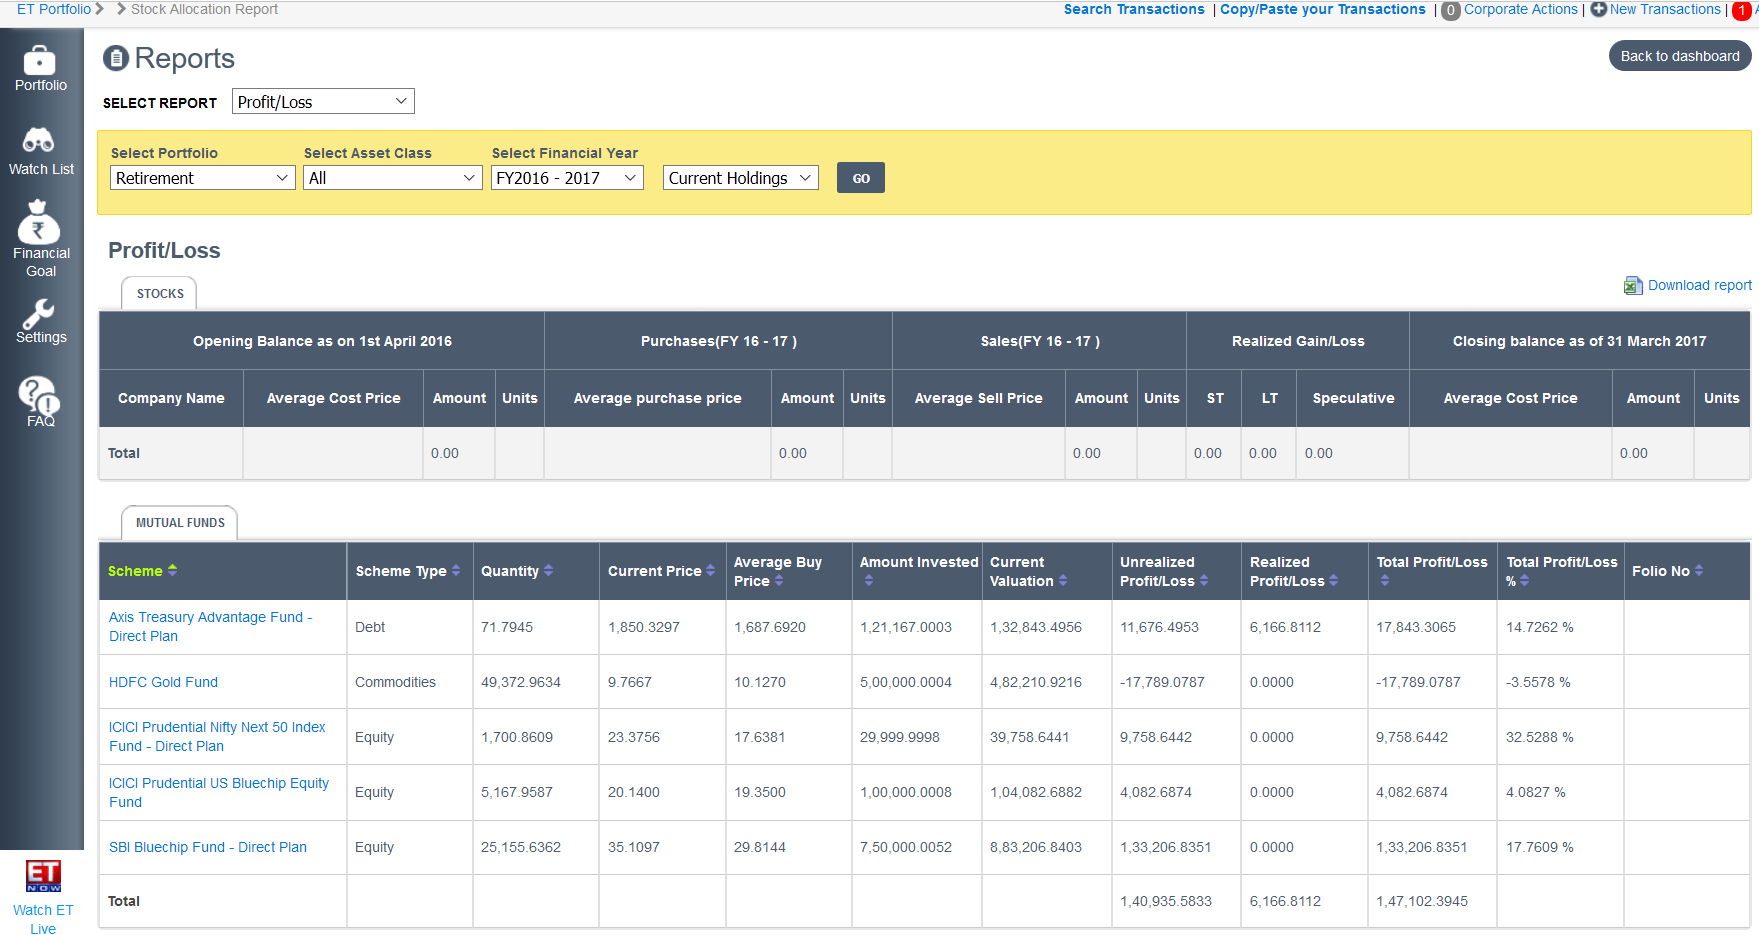 ET Portfolio Stock Allocation Report
Search Transactions | Copy/Paste your Transactions | 0 Corporate Actions | New Transactions | 1
Portfolio
Watch List
₹
Financial
Goal
Settings
FAQ
ET
NOW
Watch ET
Live
Reports
Back to dashboard
SELECT REPORT Profit/Loss
Select Portfolio Select Asset Class Select Financial Year
Retirement All FY2016 - 2017 Current Holdings GO
Profit/Loss
STOCKS
Download report
Opening Balance as on 1st April 2016 Purchases(FY 16 - 17 ) Sales(FY 16 - 17 ) Realized Gain/Loss Closing balance as of 31 March 2017
Company Name Average Cost Price Amount Units Average purchase price Amount Units Average Sell Price Amount Units ST LT Speculative Average Cost Price Amount Units
Total 0.00 0.00 0.00 0.00 0.00 0.00 0.00
MUTUAL FUNDS
Scheme Scheme Type Quantity Current Price Average Buy Price Amount Invested Current Valuation Unrealized Profit/Loss Realized Profit/Loss Total Profit/Loss Total Profit/Loss % Folio No
Axis Treasury Advantage Fund -
Direct Plan
Debt 71.7945 1,850.3297 1,687.6920 1,21,167.0003 1,32,843.4956 11,676.4953 6,166.8112 17,843.3065 14.7262 %
HDFC Gold Fund Commodities 49,372.9634 9.7667 10.1270 5,00,000.0004 4,82,210.9216 -17,789.0787 0.0000 -17,789.0787 -3.5578 %
ICICI Prudential Nifty Next 50 Index
Fund - Direct Plan
Equity 1,700.8609 23.3756 17.6381 29,999.9998 39,758.6441 9,758.6442 0.0000 9,758.6442 32.5288 %
ICICI Prudential US Bluechip Equity
Fund
Equity 5,167.9587 20.1400 19.3500 1,00,000.0008 1,04,082.6882 4,082.6874 0.0000 4,082.6874 4.0827 %
SBI Bluechip Fund - Direct Plan Equity 25,155.6362 35.1097 29.8144 7,50,000.0052 8,83,206.8403 1,33,206.8351 0.0000 1,33,206.8351 17.7609 %
Total 1,40,935.5833 6,166.8112 1,47,102.3945